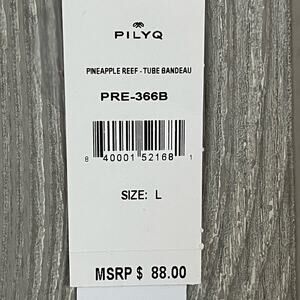 PILYQ
PINEAPPLE REEF - TUBE BANDEAU
PRE-366B
8 40001 52168 1
SIZE: L
MSRP $ 88.00